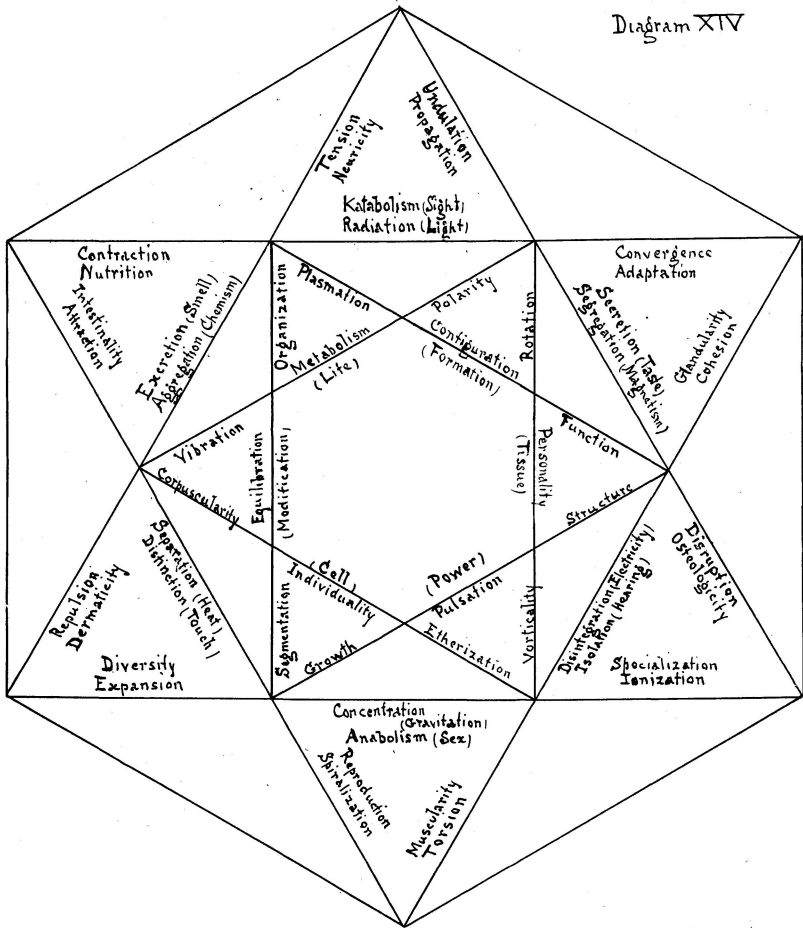 Diagram XIV
Tension
Neuricity
Undulation
Propagation
Katabolism (Sight)
Radiation (Light)
Contraction
Nutrition
Intestinality
Attraction
Excretion (Smell)
Aggregation (Chemism)
Convergence
Adaptation
Secretion (Taste)
Segregation (Magnetism)
Glandularity
Cohesion
Organization
Plasmation
Metabolism
(Life)
Polarity
Configuration
(Formation)
Rotation
Vibration
Corpuscularity
Equilibration
(Modification)
Function
Personality
(Tissue)
Structure
Repulsion
Dermaticity
Separation (Heat)
Distinction (Touch)
Diversify
Expansion
Segmentation
(Cell)
Individuality
Growth
(Power)
Pulsation
Etherization
Vorticality
Disintegration (Electricity)
Isolation (Hearing)
Disruption
Osteologicity
Specialization
Ionization
Concentration
(Gravitation)
Anabolism (Sex)
Reproduction
Spiralization
Muscularity
Torsion